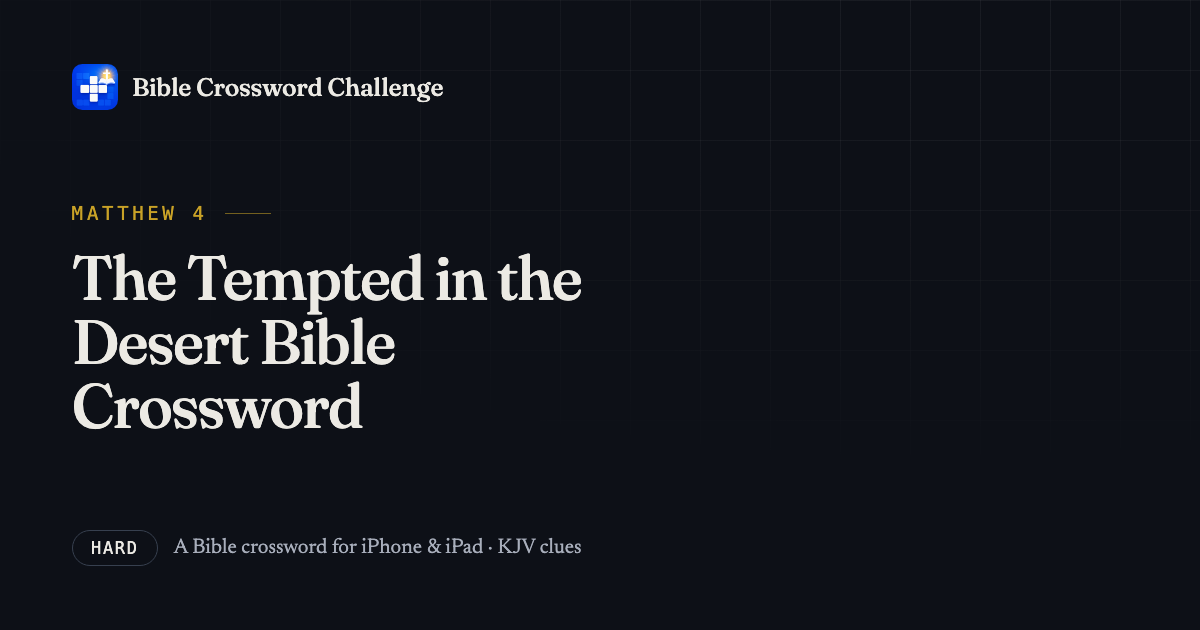 Bible Crossword Challenge
MATTHEW 4
The Tempted in the
Desert Bible
Crossword
HARD
A Bible crossword for iPhone & iPad · KJV clues